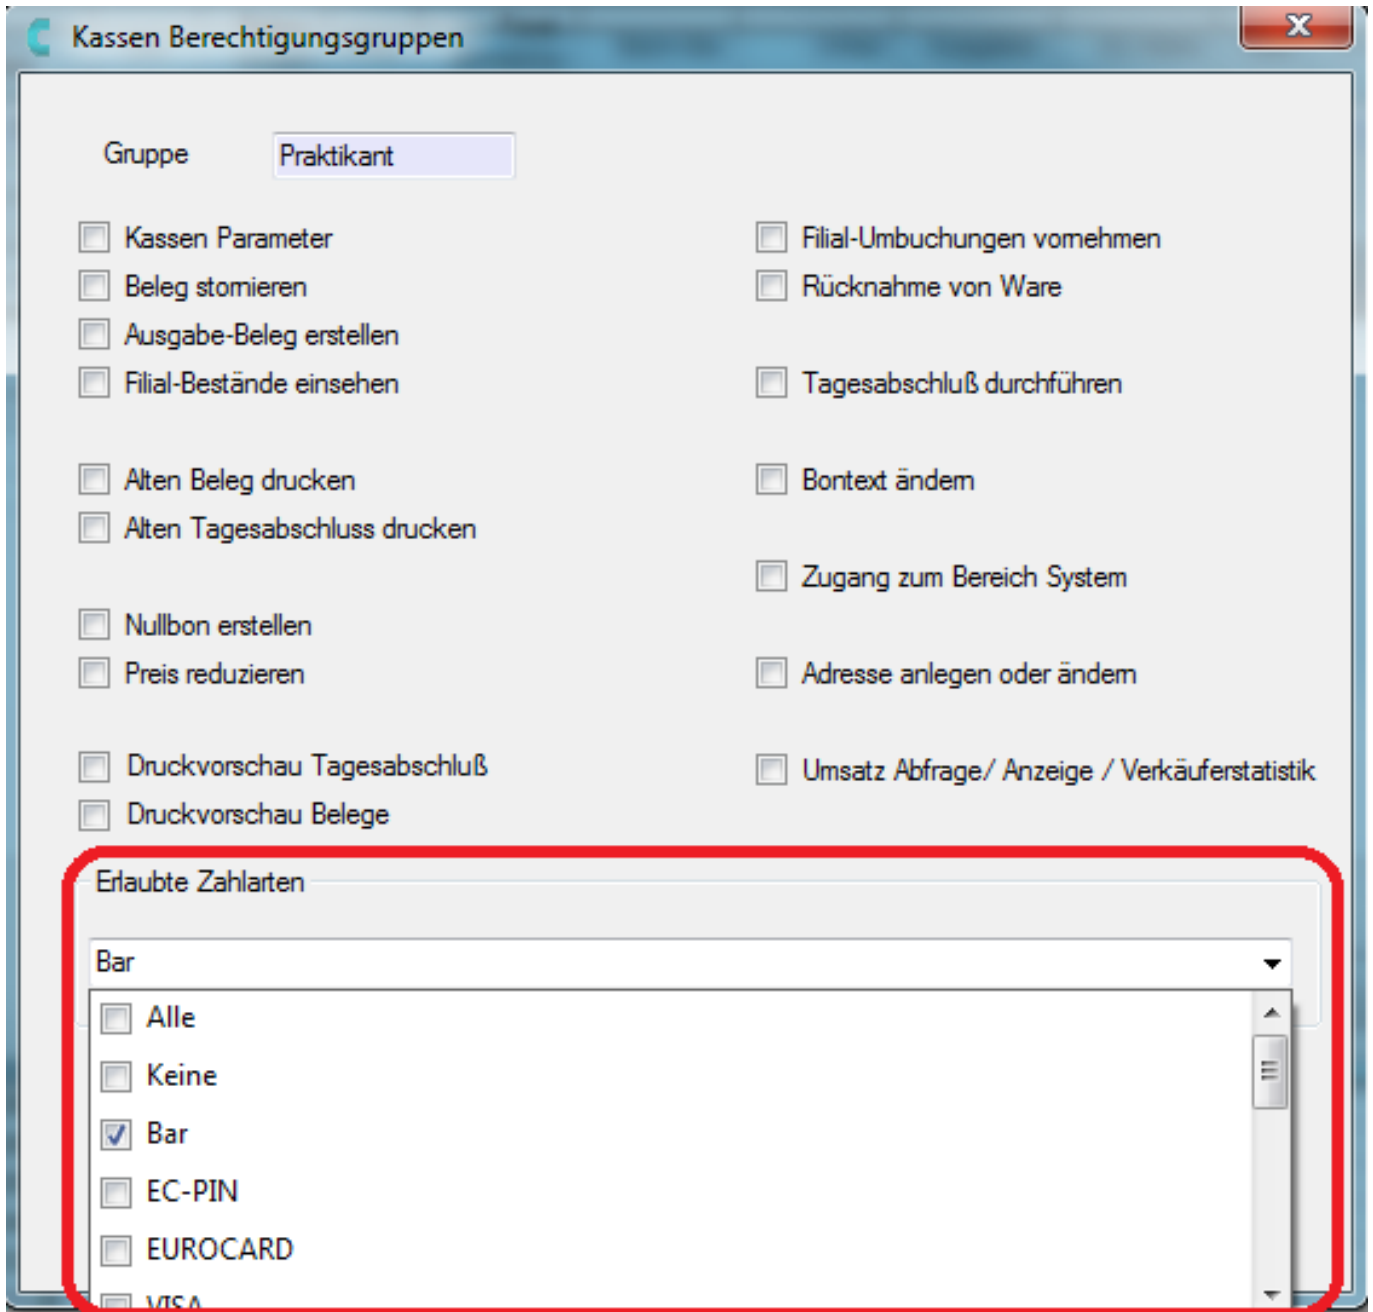 Kassen Berechtigungsgruppen
Gruppe Praktikant
Kassen Parameter
Filial-Umbuchungen vornehmen
Beleg stornieren
Rücknahme von Ware
Ausgabe-Beleg erstellen
Filial-Bestände einsehen
Tagesabschluß durchführen
Alten Beleg drucken
Bontext ändern
Alten Tagesabschluss drucken
Zugang zum Bereich System
Nullbon erstellen
Preis reduzieren
Adresse anlegen oder ändern
Druckvorschau Tagesabschluß
Umsatz Abfrage/ Anzeige / Verkäuferstatistik
Druckvorschau Belege
Erlaubte Zahlarten
Bar
Alle
Keine
Bar
EC-PIN
EUROCARD
VISA